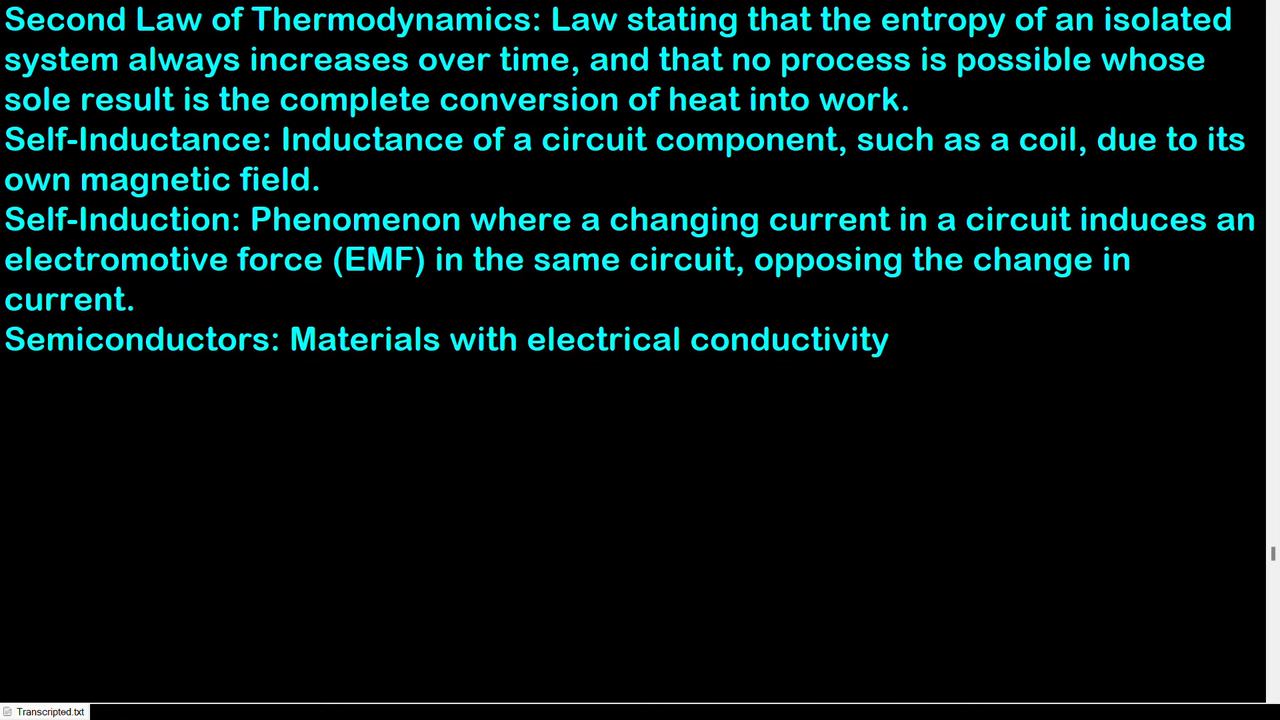 Second Law of Thermodynamics: Law stating that the entropy of an isolated
system always increases over time, and that no process is possible whose
sole result is the complete conversion of heat into work.
Self-Inductance: Inductance of a circuit component, such as a coil, due to its
own magnetic field.
Self-Induction: Phenomenon where a changing current in a circuit induces an
electromotive force (EMF) in the same circuit, opposing the change in
current.
Semiconductors: Materials with electrical conductivity
Transcripted.txt